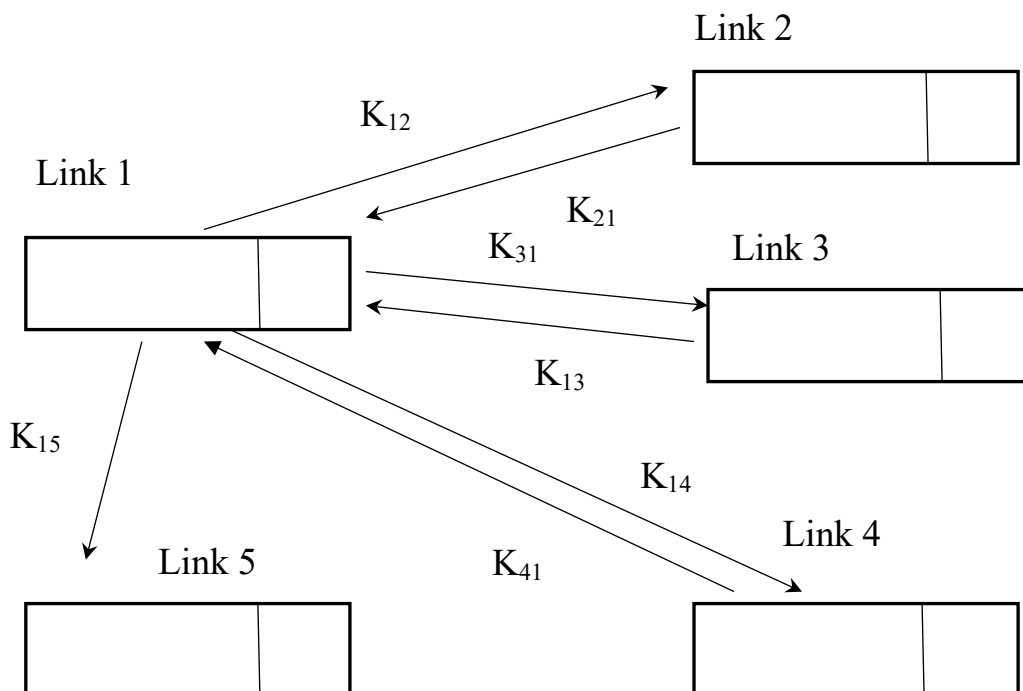 Link 2
K₁₂
Link 1
K₂₁
K₃₁
Link 3
K₁₃
K₁₅
K₁₄
Link 4
Link 5
K₄₁